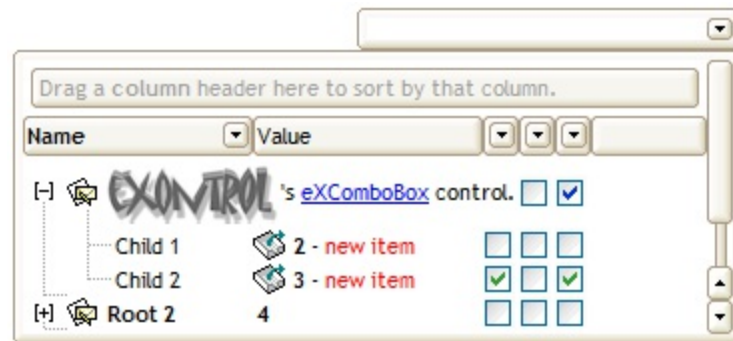 Drag a column header here to sort by that column.
Name Value
[-] EXONTROL 's eXComboBox control.
Child 1 2 - new item
Child 2 3 - new item
[+] Root 2 4